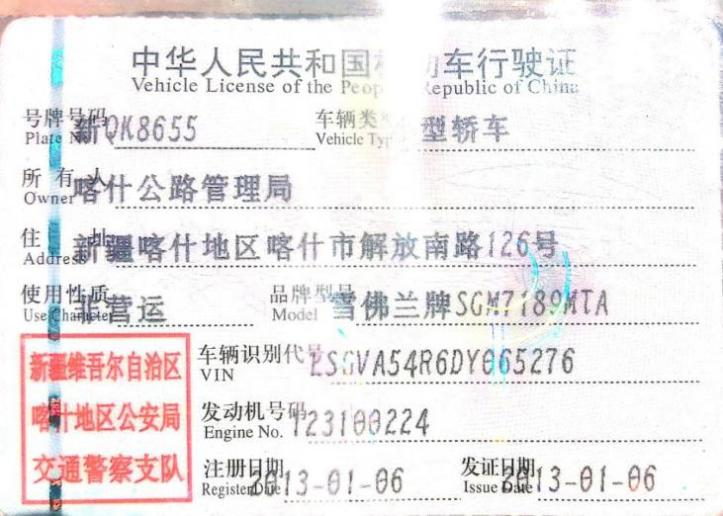 中华人民共和国 动车行驶证
Vehicle License of the People's Republic of China
号牌号码 新QK8655 车辆类 型轿车
Plate No. Vehicle Type
所有人 喀什公路管理局
Owner
住址 新疆喀什地区喀什市解放南路126号
Address
使用性质 非营运 品牌型号 雪佛兰牌SGM7189MTA
Use Character Model
新疆维吾尔自治区
喀什地区公安局
交通警察支队
车辆识别代号 LSGVA54R6DY065276
VIN
发动机号码 123100224
Engine No.
注册日期 2013-01-06 发证日期 2013-01-06
Register Date Issue Date